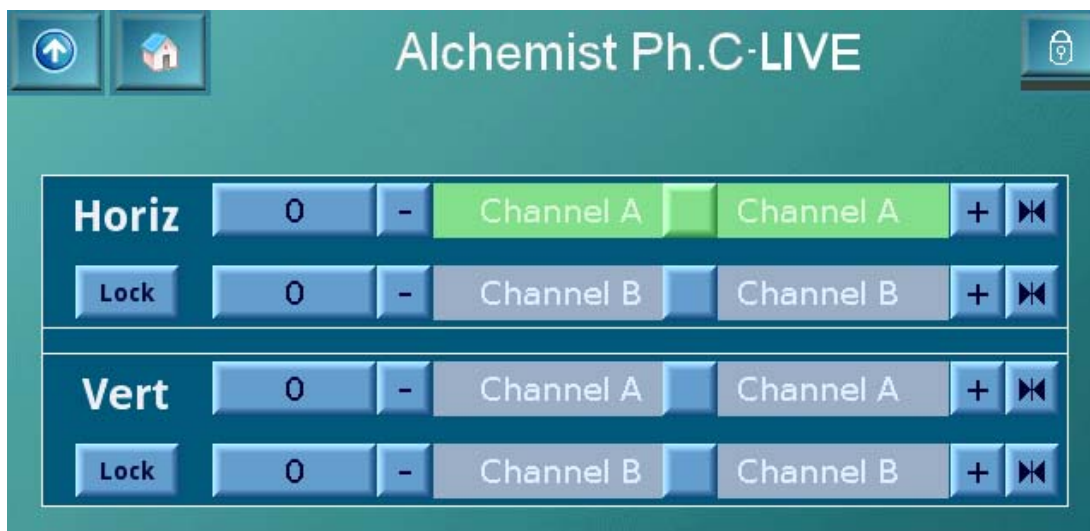 Alchemist Ph.C-LIVE
Horiz 0 - Channel A Channel A +
Lock 0 - Channel B Channel B +
Vert 0 - Channel A Channel A +
Lock 0 - Channel B Channel B +